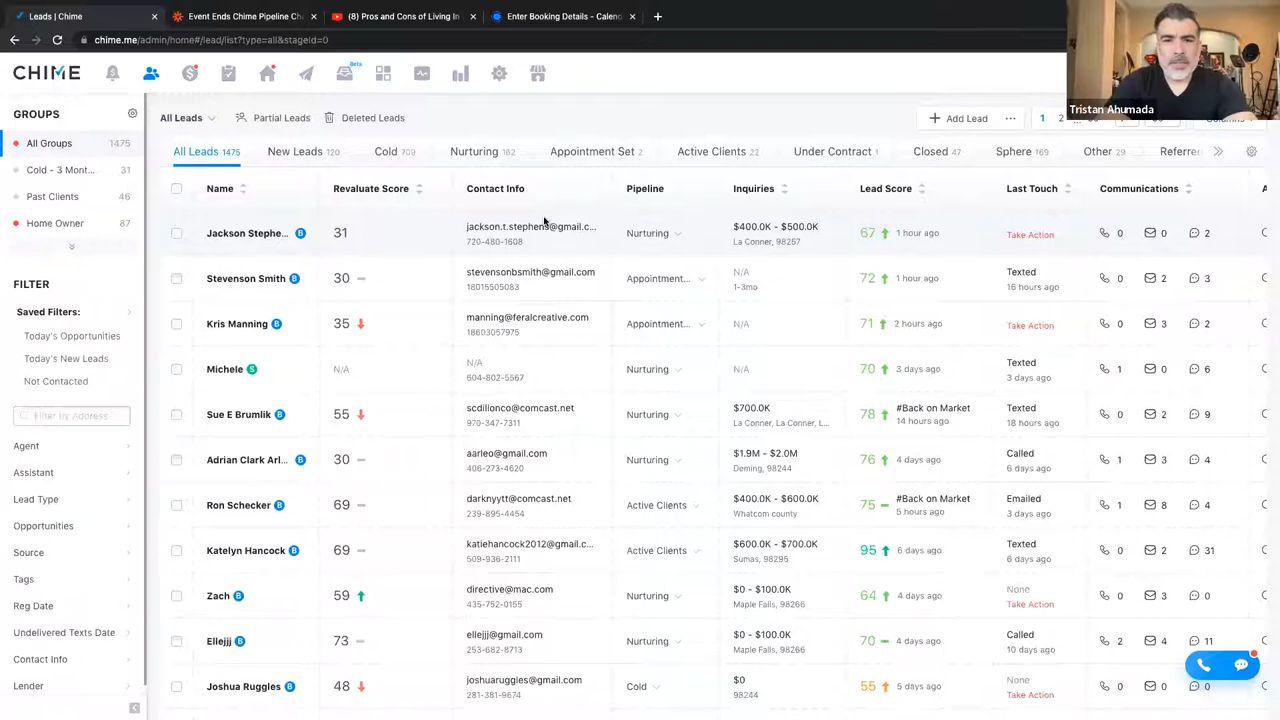 Leads | Chime
Event Ends Chime Pipeline Ch
(8) Pros and Cons of Living In
Enter Booking Details - Calend
chime.me/admin/home#/lead/list?type=all&stageId=0
Tristan Ahumada
CHIME
Beta
GROUPS
All Groups 1475
Cold - 3 Mont... 31
Past Clients 46
Home Owner 87
FILTER
Saved Filters:
Today's Opportunities
Today's New Leads
Not Contacted
Filter by Address
Agent
Assistant
Lead Type
Opportunities
Source
Tags
Reg Date
Undelivered Texts Date
Contact Info
Lender
All Leads Partial Leads Deleted Leads
Add Lead ... 1 2
All Leads 1475 New Leads 120 Cold 709 Nurturing 162 Appointment Set 2 Active Clients 22 Under Contract 1 Closed 47 Sphere 169 Other 29 Referred
Name Revaluate Score Contact Info Pipeline Inquiries Lead Score Last Touch Communications
Jackson Stephe... B 31 jackson.t.stephens@gmail.c... Nurturing $400.0K - $500.0K 67 1 hour ago Take Action 0 0 2
720-480-1608 La Conner, 98257
Stevenson Smith B 30 stevensonbsmith@gmail.com Appointment... N/A 72 1 hour ago Texted 0 2 3
18015505083 1-3mo 16 hours ago
Kris Manning B 35 manning@feralcreative.com Appointment... N/A 71 2 hours ago Take Action 0 3 2
18603057975
Michele S N/A N/A Nurturing N/A 70 3 days ago Texted 1 0 6
604-802-5567 3 days ago
Sue E Brumlik B 55 scdillonco@comcast.net Nurturing $700.0K 78 #Back on Market Texted 0 2 9
970-347-7311 La Conner, La Conner, L... 14 hours ago 18 hours ago
Adrian Clark Arl... B 30 aarleo@gmail.com Nurturing $1.9M - $2.0M 76 4 days ago Called 1 3 4
406-273-4620 Deming, 98244 6 days ago
Ron Schecker B 69 darknyytt@comcast.net Active Clients $400.0K - $600.0K 75 #Back on Market Emailed 1 8 4
239-895-4454 Whatcom county 5 hours ago 3 days ago
Katelyn Hancock B 69 katiehancock2012@gmail.c... Active Clients $600.0K - $700.0K 95 6 days ago Texted 0 2 31
509-936-2111 Sumas, 98295 6 days ago
Zach B 59 directive@mac.com Nurturing $0 - $100.0K 64 4 days ago None 0 3 0
435-752-0155 Maple Falls, 98266 Take Action
Ellejjj B 73 ellejjj@gmail.com Nurturing $0 - $100.0K 70 4 days ago Called 2 4 11
253-682-8713 Maple Falls, 98266 10 days ago
Joshua Ruggles B 48 joshuaruggles@gmail.com Cold $0 55 5 days ago None 0 0 0
281-381-9674 98244 Take Action